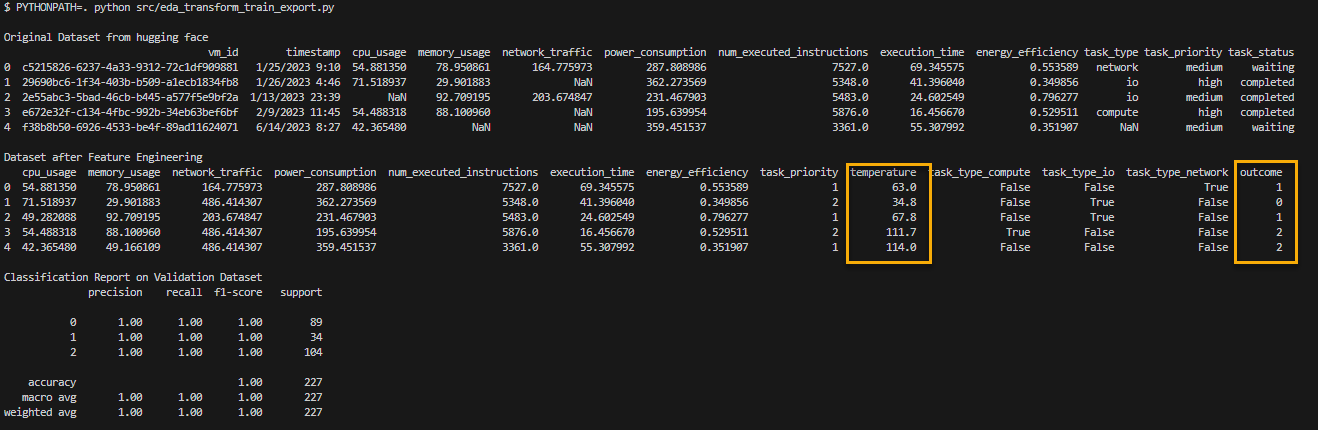 $ PYTHONPATH=. python src/eda_transform_train_export.py
Original Dataset from hugging face
vm_id timestamp cpu_usage memory_usage network_traffic power_consumption num_executed_instructions execution_time energy_efficiency task_type task_priority task_status
0 c5215826-6237-4a33-9312-72c1df909881 1/25/2023 9:10 54.881350 78.950861 164.775973 287.808986 7527.0 69.345575 0.553589 network medium waiting
1 29690bc6-1f34-403b-b509-a1ecb1834fb8 1/26/2023 4:46 71.518937 29.901883 NaN 362.273569 5348.0 41.396040 0.349856 io high completed
2 2e55abc3-5bad-46cb-b445-a577f5e9bf2a 1/13/2023 23:39 NaN 92.709195 203.674847 231.467903 5483.0 24.602549 0.796277 io medium completed
3 e672e32f-c134-4fbc-992b-34eb63bef6bf 2/9/2023 11:45 54.488318 88.100960 NaN 195.639954 5876.0 16.456670 0.529511 compute high completed
4 f38b8b50-6926-4533-be4f-89ad11624071 6/14/2023 8:27 42.365480 NaN NaN 359.451537 3361.0 55.307992 0.351907 NaN medium waiting
Dataset after Feature Engineering
cpu_usage memory_usage network_traffic power_consumption num_executed_instructions execution_time energy_efficiency task_priority temperature task_type_compute task_type_io task_type_network outcome
0 54.881350 78.950861 164.775973 287.808986 7527.0 69.345575 0.553589 1 63.0 False False True 1
1 71.518937 29.901883 486.414307 362.273569 5348.0 41.396040 0.349856 2 34.8 False True False 0
2 49.282088 92.709195 203.674847 231.467903 5483.0 24.602549 0.796277 1 67.8 False True False 1
3 54.488318 88.100960 486.414307 195.639954 5876.0 16.456670 0.529511 2 111.7 True False False 2
4 42.365480 49.166109 486.414307 359.451537 3361.0 55.307992 0.351907 1 114.0 False False False 2
Classification Report on Validation Dataset
precision recall f1-score support
0 1.00 1.00 1.00 89
1 1.00 1.00 1.00 34
2 1.00 1.00 1.00 104
accuracy 1.00 227
macro avg 1.00 1.00 1.00 227
weighted avg 1.00 1.00 1.00 227